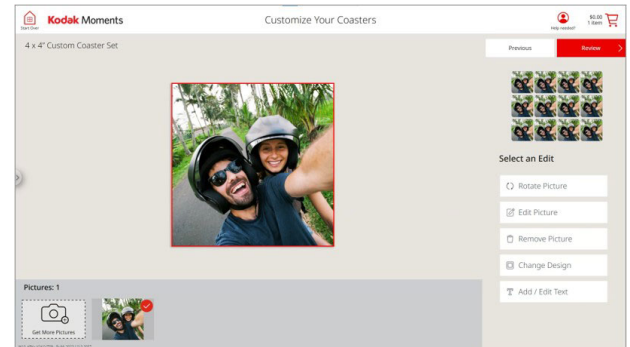 Start Over
Kodak Moments
Customize Your Coasters
Help needed?
$0.00
1 item
4 x 4" Custom Coaster Set
Previous
Review
Select an Edit
Rotate Picture
Edit Picture
Remove Picture
Change Design
Add / Edit Text
Pictures: 1
Get More Pictures